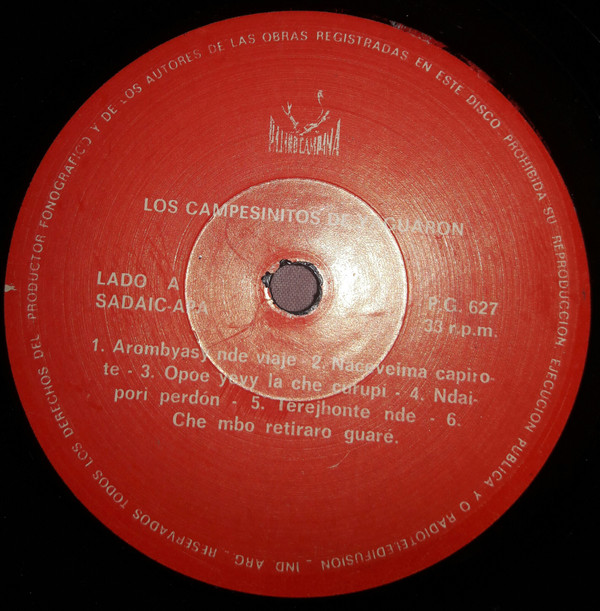 TODOS LOS DERECHOS DEL PRODUCTOR FONOGRAFICO Y DE LOS AUTORES DE LAS OBRAS REGISTRADAS EN ESTE DISCO PROHIBIDA SU REPRODUCCION EJECUCION PUBLICA Y O RADIOTELEDIFUSION - IND ARG - RESERVADOS
LOS CAMPESINITOS DE GUARON
LADO A
SADAIC-APA
P.C. 627
33 r.p.m.
1. Arombyasy nde viaje - 2. Naceveima capiro-
te - 3. Opoe yevy la che curupi - 4. Ndai-
pori perdón - 5. Terejhonte nde - 6.
Che mbo retiraro guaré.